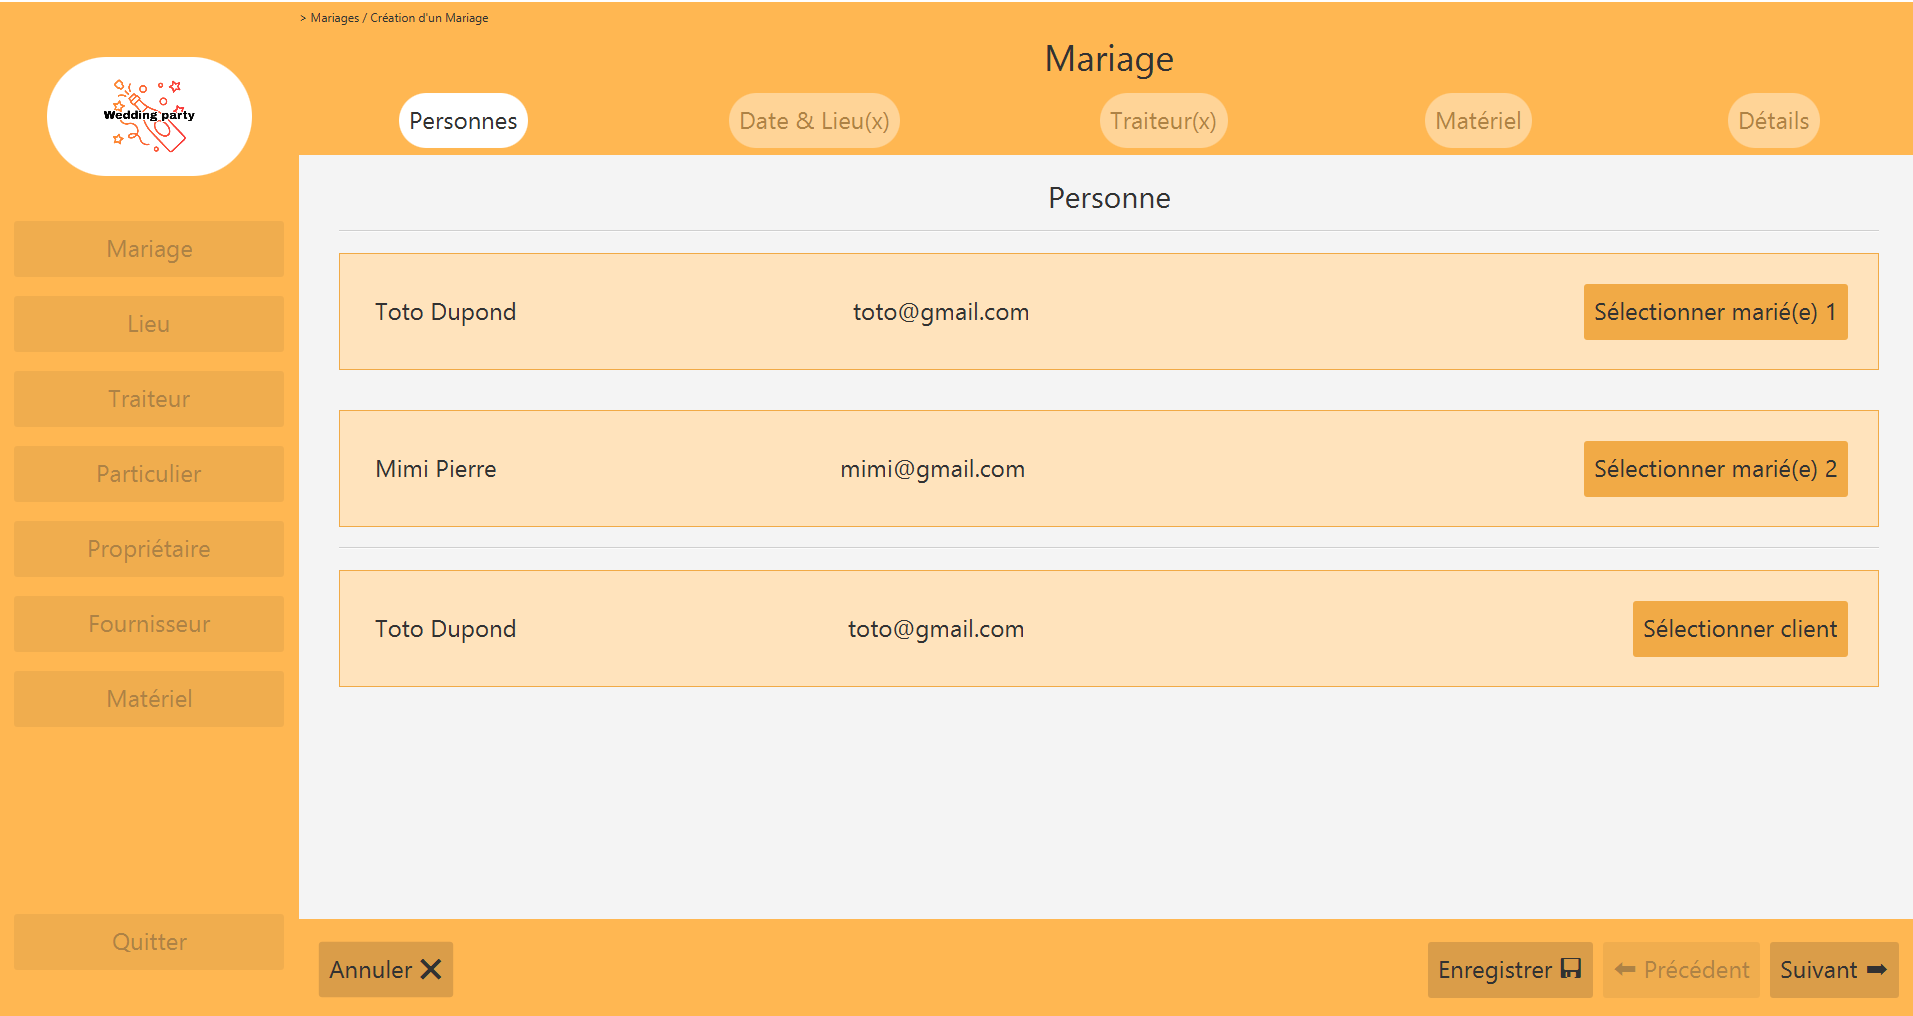 > Mariages / Création d'un Mariage
Wedding party
Mariage
Personnes
Date & Lieu(x)
Traiteur(x)
Matériel
Détails
Mariage
Lieu
Traiteur
Particulier
Propriétaire
Fournisseur
Matériel
Quitter
Personne
Toto Dupond toto@gmail.com Sélectionner marié(e) 1
Mimi Pierre mimi@gmail.com Sélectionner marié(e) 2
Toto Dupond toto@gmail.com Sélectionner client
Annuler
Enregistrer
Précédent
Suivant